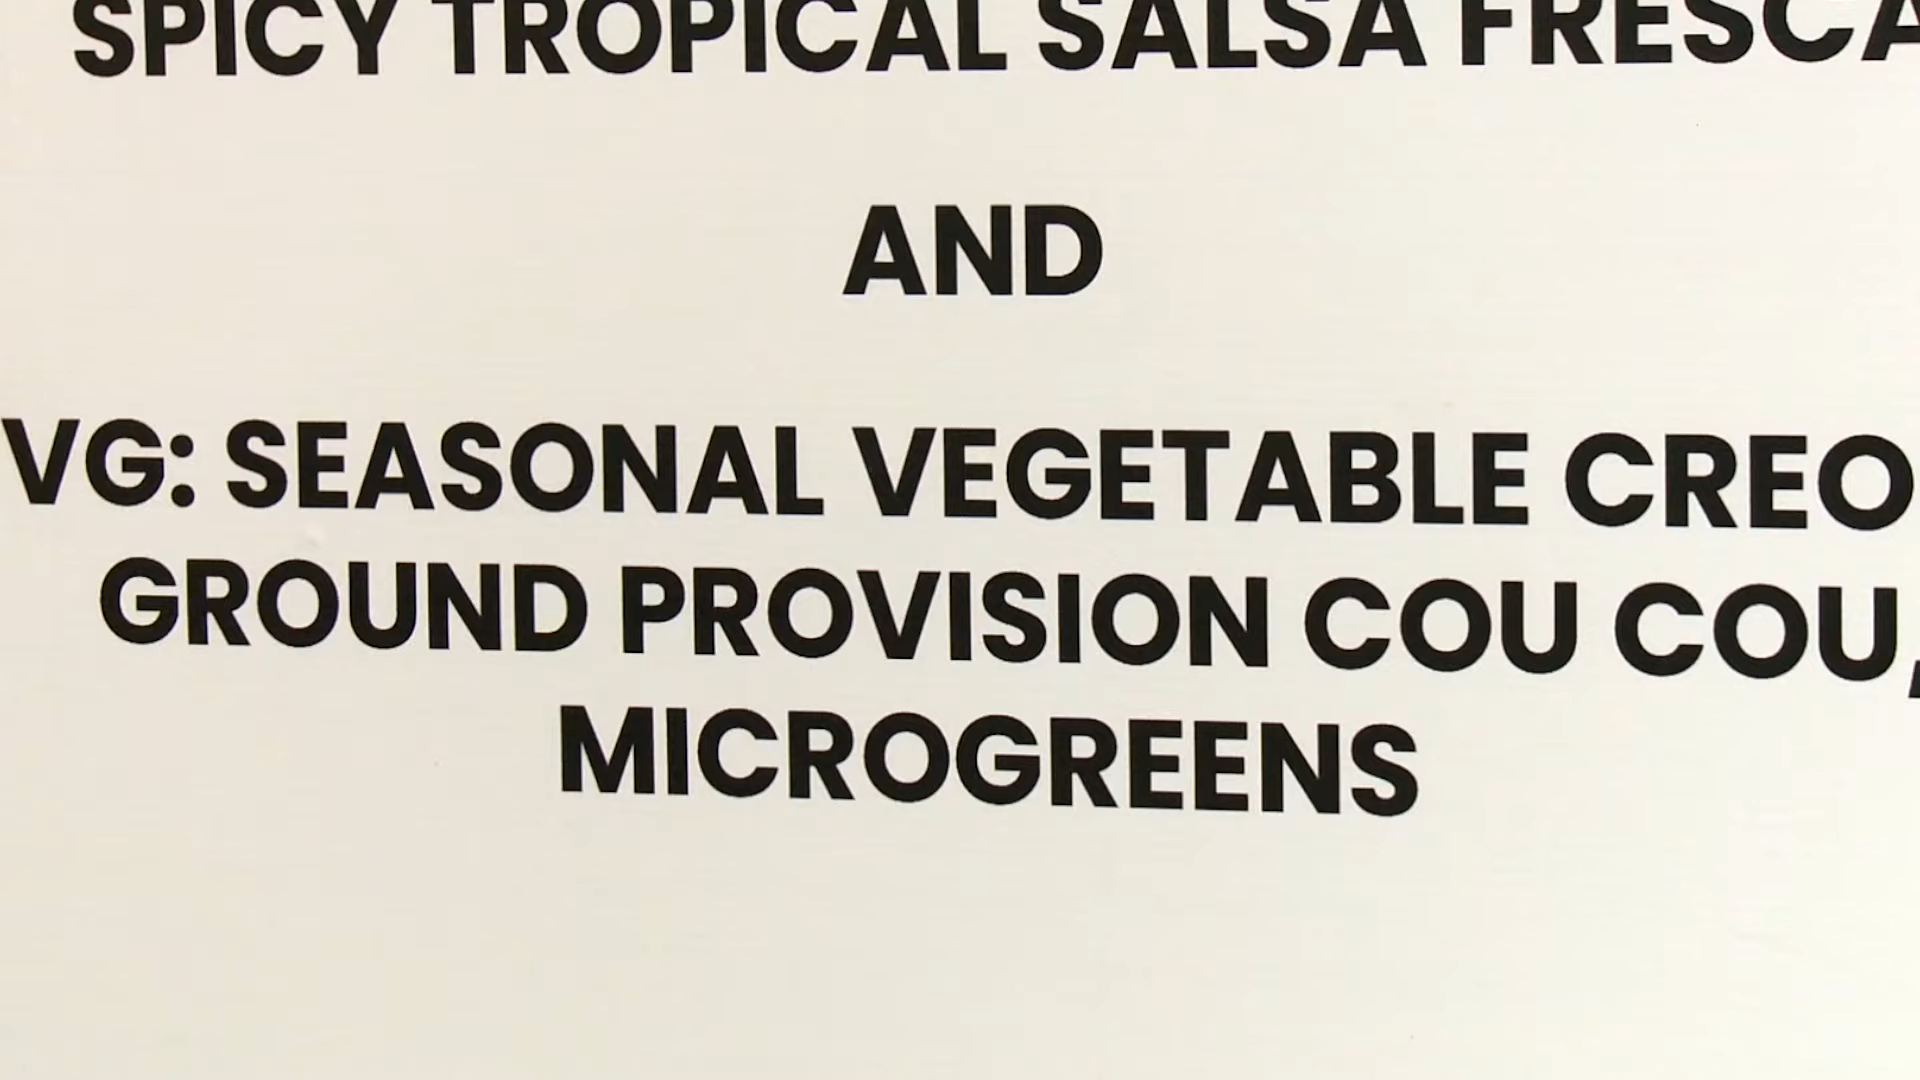 SPICY TROPICAL SALSA FRESCA
AND
VG: SEASONAL VEGETABLE CREO
GROUND PROVISION COU COU,
MICROGREENS